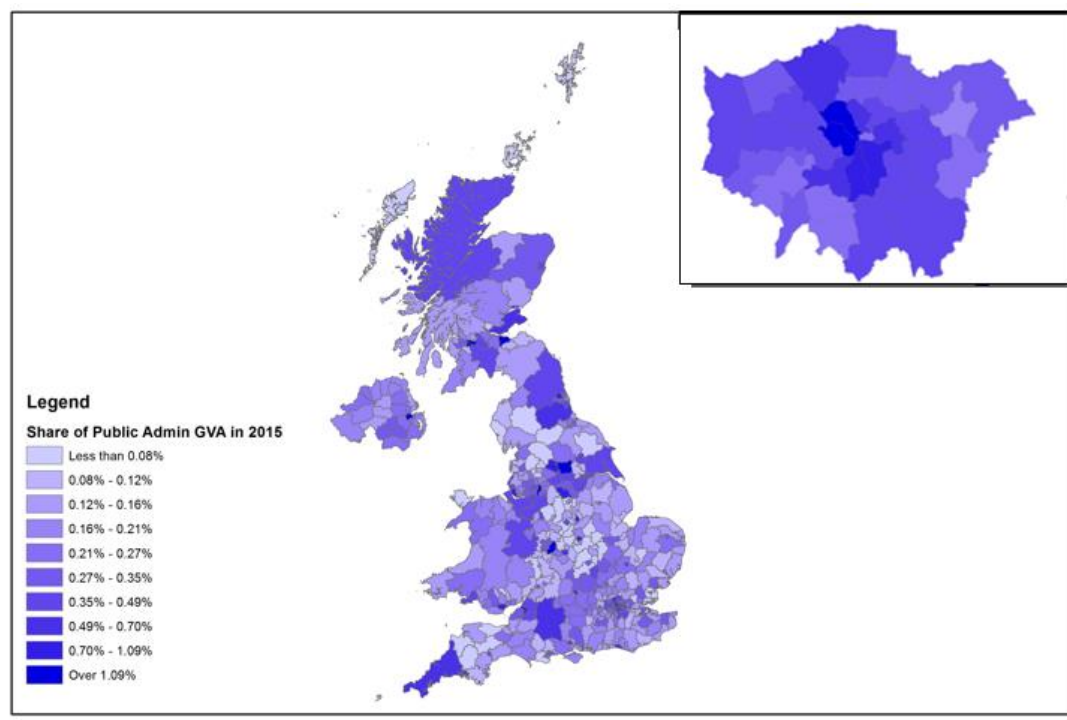 Legend
Share of Public Admin GVA in 2015
Less than 0.08%
0.08% - 0.12%
0.12% - 0.16%
0.16% - 0.21%
0.21% - 0.27%
0.27% - 0.35%
0.35% - 0.49%
0.49% - 0.70%
0.70% - 1.09%
Over 1.09%